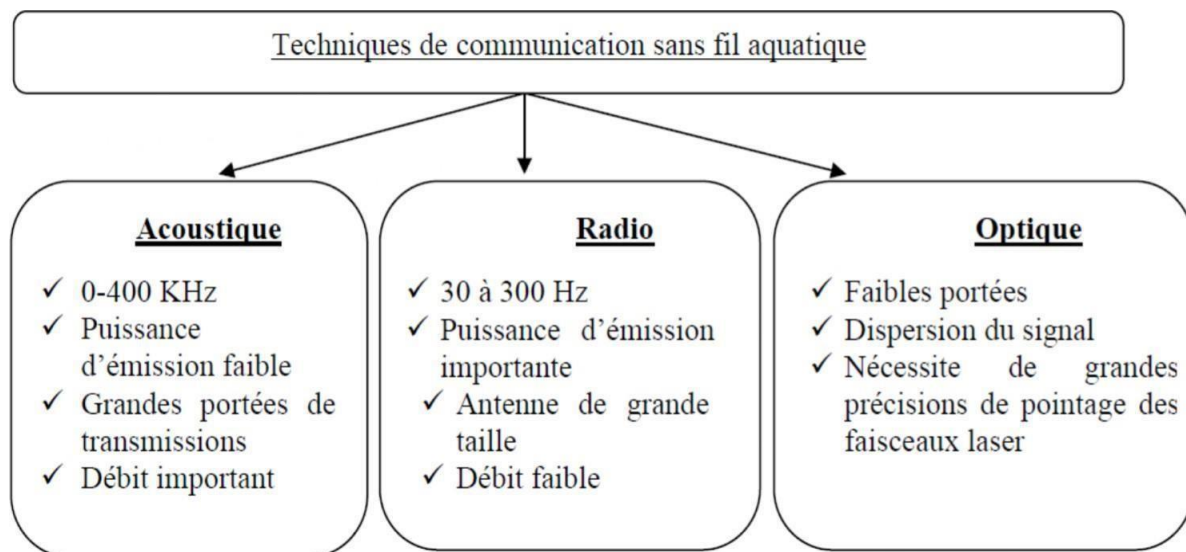 Techniques de communication sans fil aquatique
Acoustique
✓ 0-400 KHz
✓ Puissance
d’émission faible
✓ Grandes portées de
transmissions
✓ Débit important
Radio
✓ 30 à 300 Hz
✓ Puissance d’émission
importante
✓ Antenne de grande
taille
✓ Débit faible
Optique
✓ Faibles portées
✓ Dispersion du signal
✓ Nécessite de grandes
précisions de pointage des
faisceaux laser